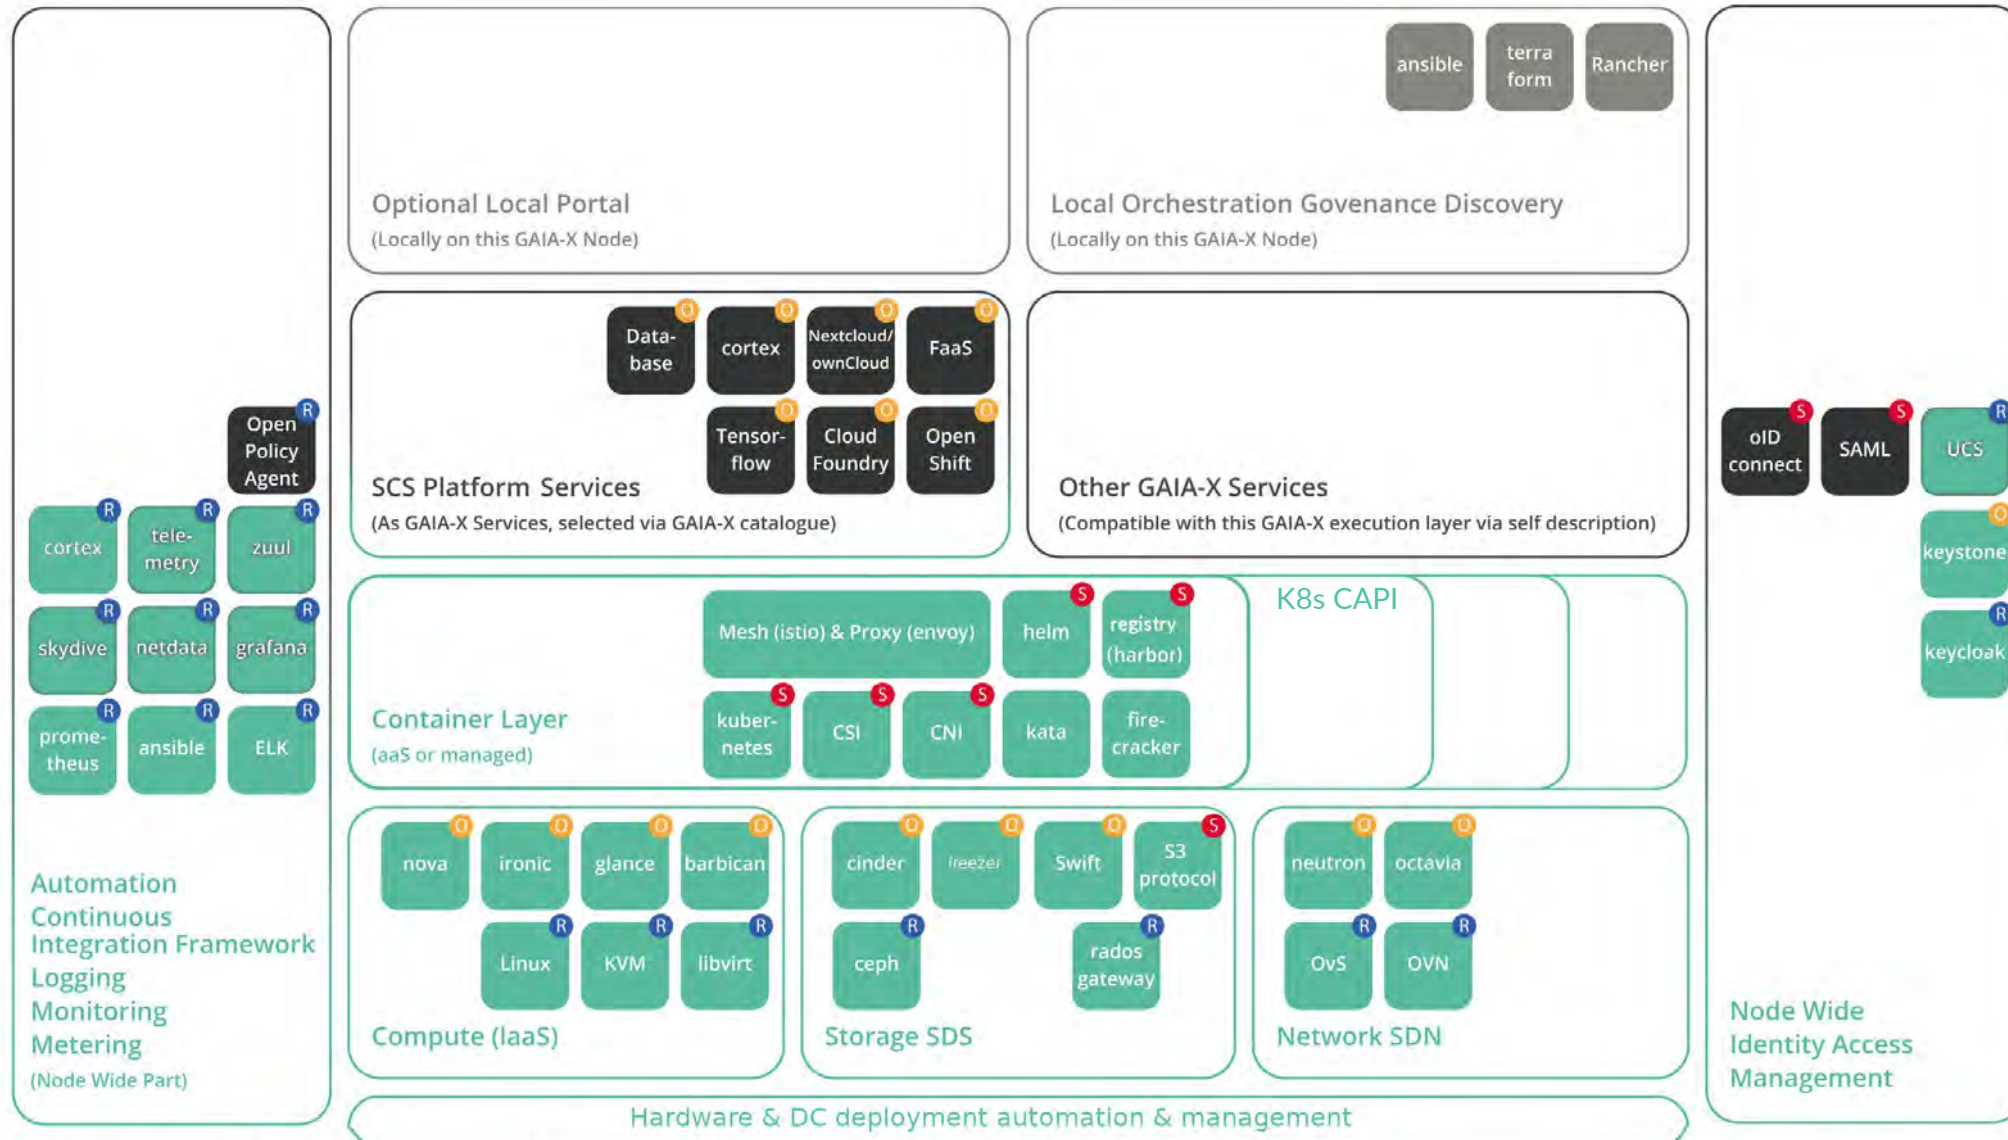 ansible
terra
form
Rancher
Optional Local Portal
(Locally on this GAIA-X Node)
Local Orchestration Govenance Discovery
(Locally on this GAIA-X Node)
O
Data-
base
O
cortex
O
Nextcloud/
ownCloud
O
FaaS
O
Tensor-
flow
O
Cloud
Foundry
O
Open
Shift
SCS Platform Services
(As GAIA-X Services, selected via GAIA-X catalogue)
Other GAIA-X Services
(Compatible with this GAIA-X execution layer via self description)
R
Open
Policy
Agent
R
cortex
R
tele-
metry
R
zuul
R
skydive
R
netdata
R
grafana
R
prome-
theus
R
ansible
R
ELK
Automation
Continuous
Integration Framework
Logging
Monitoring
Metering
(Node Wide Part)
K8s CAPI
Mesh (istio) & Proxy (envoy)
S
helm
S
registry
(harbor)
S
kuber-
netes
S
CSI
S
CNI
kata
fire-
cracker
Container Layer
(aaS or managed)
O
nova
O
ironic
O
glance
O
barbican
R
Linux
R
KVM
R
libvirt
Compute (IaaS)
O
cinder
O
freezer
O
Swift
S
S3
protocol
R
ceph
R
rados
gateway
Storage SDS
O
neutron
O
octavia
R
OvS
R
OVN
Network SDN
S
oID
connect
S
SAML
R
UCS
O
keystone
R
keycloak
Node Wide
Identity Access
Management
Hardware & DC deployment automation & management